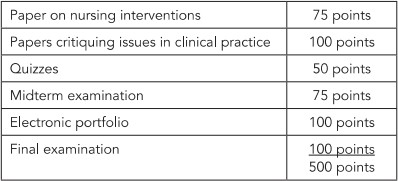 Paper on nursing interventions 75 points
Papers critiquing issues in clinical practice 100 points
Quizzes 50 points
Midterm examination 75 points
Electronic portfolio 100 points
Final examination 100 points
500 points